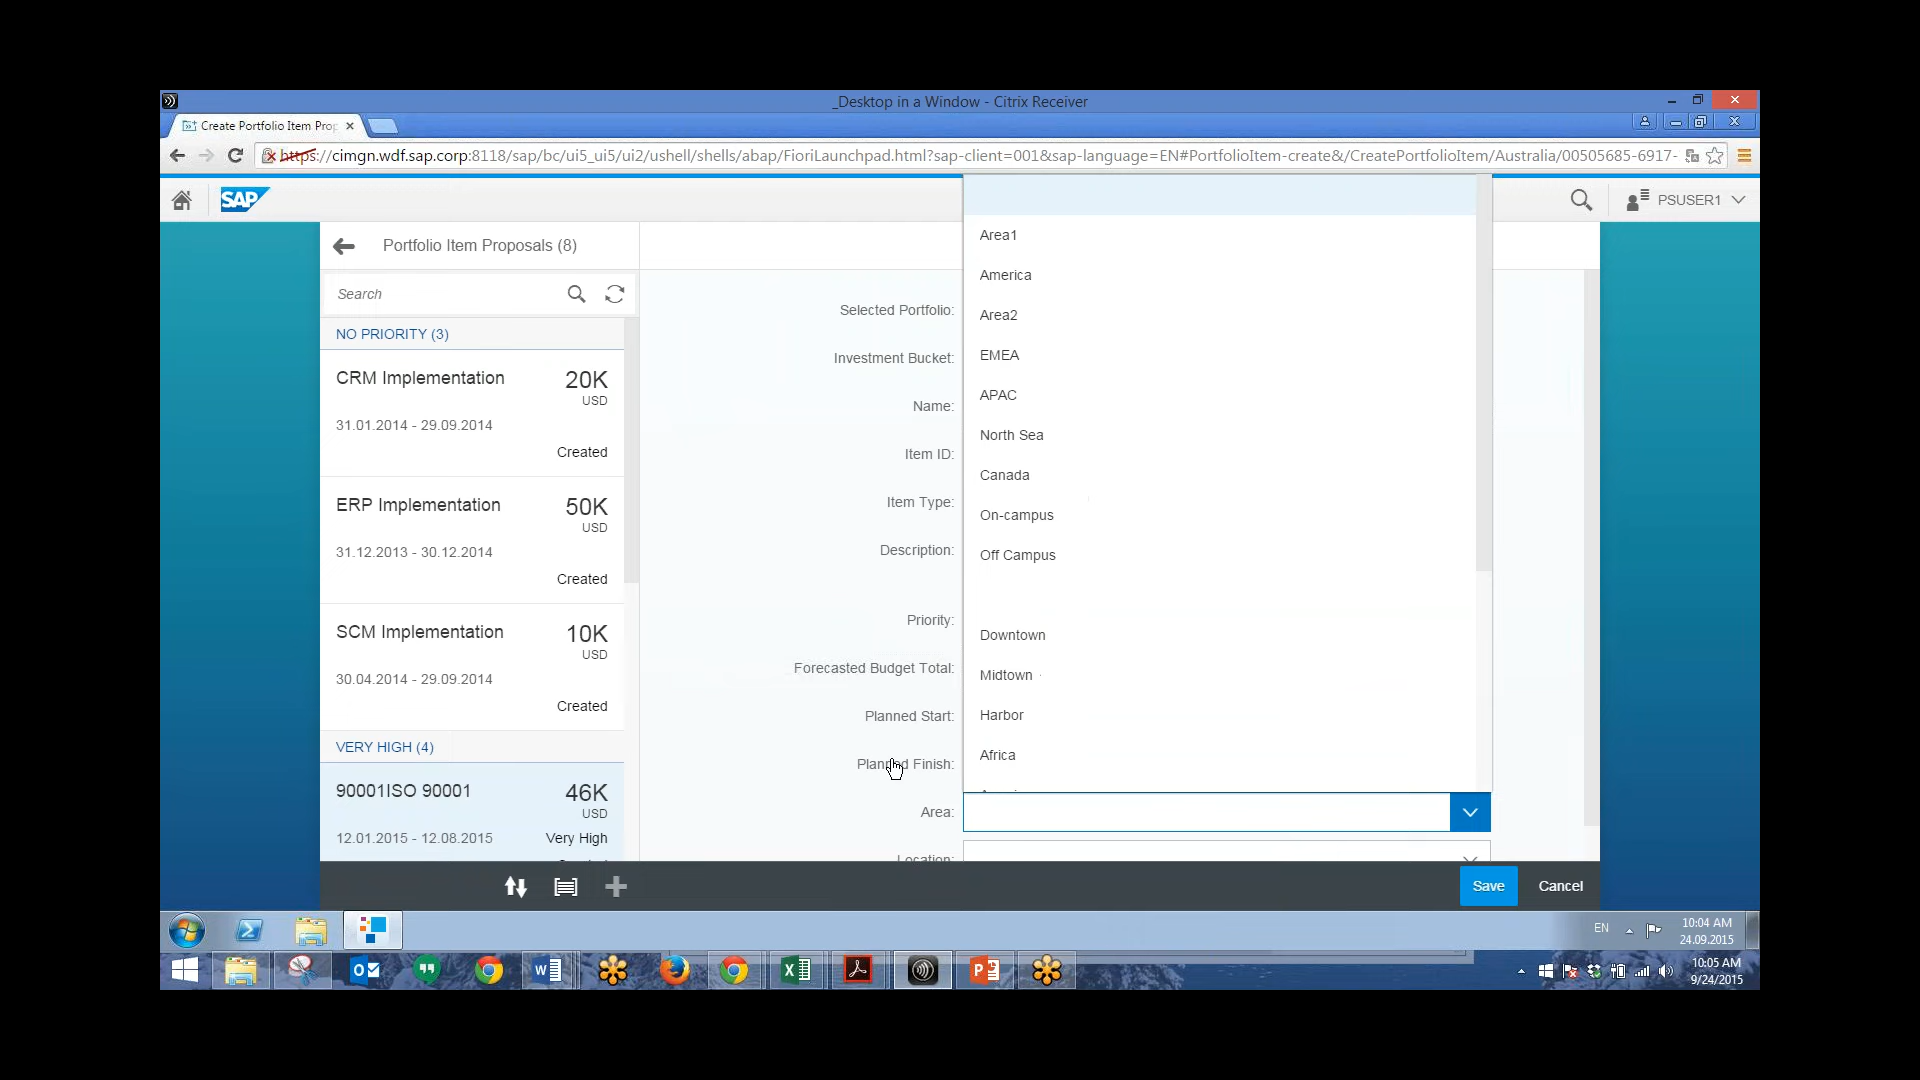 _Desktop in a Window - Citrix Receiver
Create Portfolio Item Prop
https://cimgn.wdf.sap.corp:8118/sap/bc/ui5_ui5/ui2/ushell/shells/abap/FioriLaunchpad.html?sap-client=001&sap-language=EN#PortfolioItem-create&/CreatePortfolioItem/Australia/00505685-6917-
SAP
PSUSER1
Portfolio Item Proposals (8)
Search
NO PRIORITY (3)
CRM Implementation 20K
USD
31.01.2014 - 29.09.2014
Created
ERP Implementation 50K
USD
31.12.2013 - 30.12.2014
Created
SCM Implementation 10K
USD
30.04.2014 - 29.09.2014
Created
VERY HIGH (4)
90001ISO 90001 46K
USD
12.01.2015 - 12.08.2015 Very High
Selected Portfolio:
Investment Bucket:
Name:
Item ID:
Item Type:
Description:
Priority:
Forecasted Budget Total:
Planned Start:
Planned Finish:
Area:
Location:
Area1
America
Area2
EMEA
APAC
North Sea
Canada
On-campus
Off Campus
Downtown
Midtown
Harbor
Africa
Save
Cancel
EN
10:04 AM
24.09.2015
10:05 AM
9/24/2015